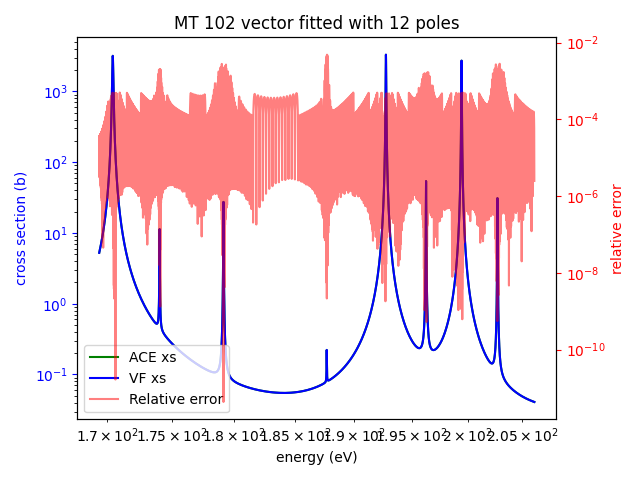 MT 102 vector fitted with 12 poles
10³
10²
10¹
10⁰
10⁻¹
cross section (b)
10⁻²
10⁻⁴
10⁻⁶
10⁻⁸
10⁻¹⁰
relative error
ACE xs
VF xs
Relative error
1.7×10² 1.75×10² 1.8×10² 1.85×10² 1.9×10² 1.95×10² 2×10² 2.05×10²
energy (eV)